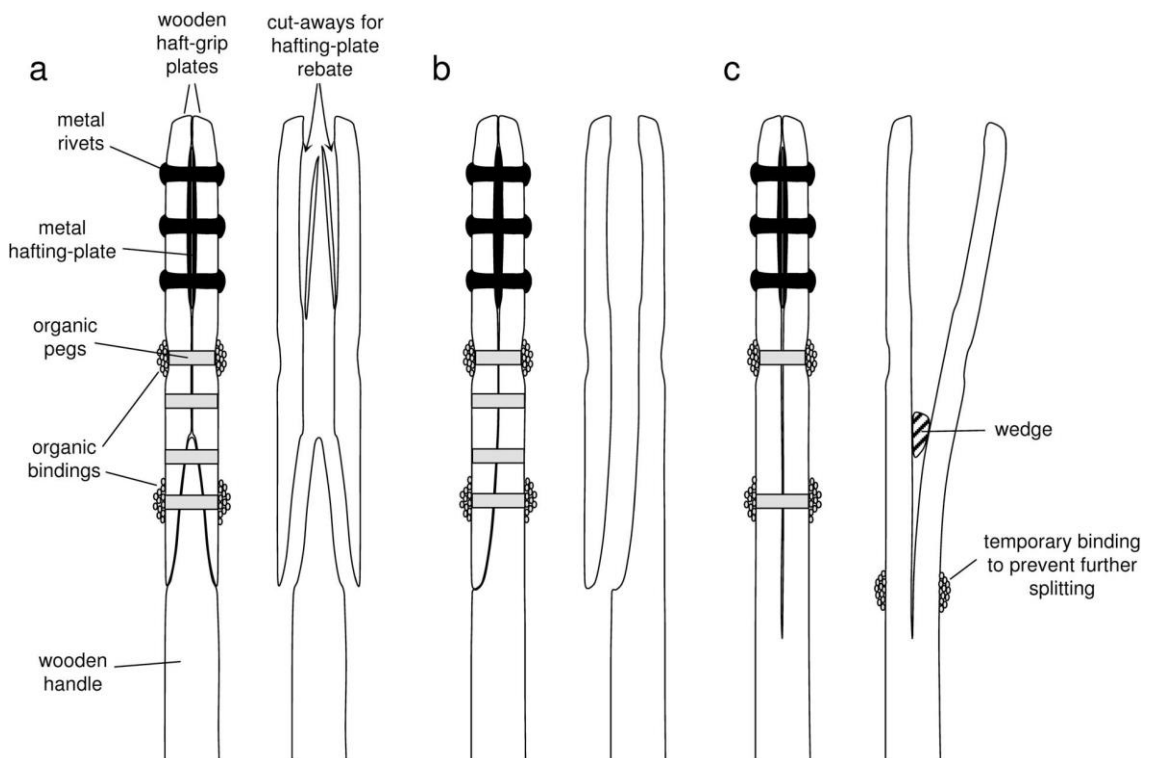 a
wooden
haft-grip
plates
cut-aways for
hafting-plate
rebate
b
c
metal
rivets
metal
hafting-plate
organic
pegs
organic
bindings
wooden
handle
wedge
temporary binding
to prevent further
splitting